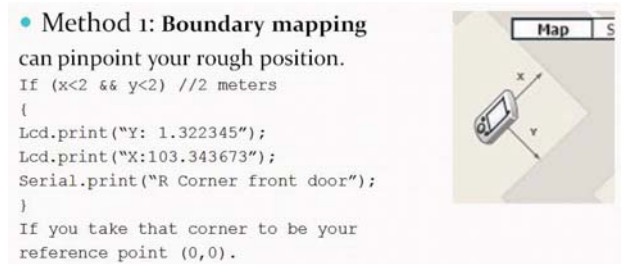 • Method 1: Boundary mapping
can pinpoint your rough position.
If (x<2 && y<2) //2 meters
{
Lcd.print("Y: 1.322345");
Lcd.print("X:103.343673");
Serial.print("R Corner front door");
}
If you take that corner to be your
reference point (0,0).
Map
S
X
Y